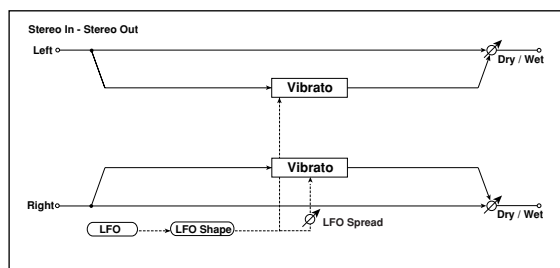 Stereo In - Stereo Out
Left
Dry / Wet
Vibrato
Vibrato
Right
Dry / Wet
LFO
LFO Shape
LFO Spread